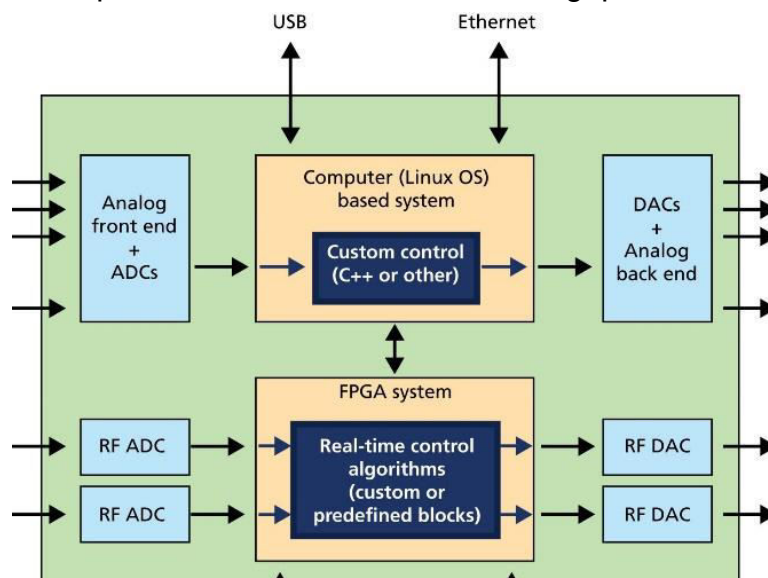 USB
Ethernet
Analog
front end
+
ADCs
Computer (Linux OS)
based system
Custom control
(C++ or other)
DACs
+
Analog
back end
FPGA system
RF ADC
RF ADC
Real-time control
algorithms
(custom or
predefined blocks)
RF DAC
RF DAC